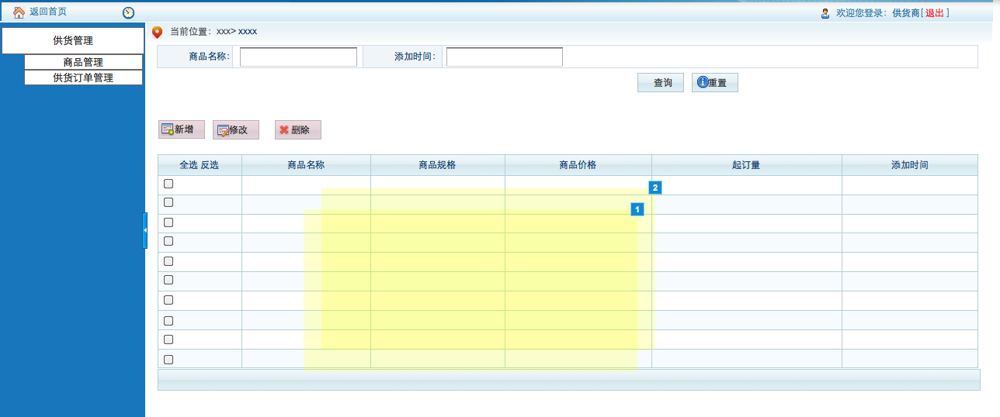 返回首页
欢迎您登录：供货商[ 退出 ]
供货管理
商品管理
供货订单管理
当前位置：xxx> xxxx
商品名称：
添加时间：
查询
重置
新增
修改
删除
全选 反选 商品名称 商品规格 商品价格 起订量 添加时间
2
1